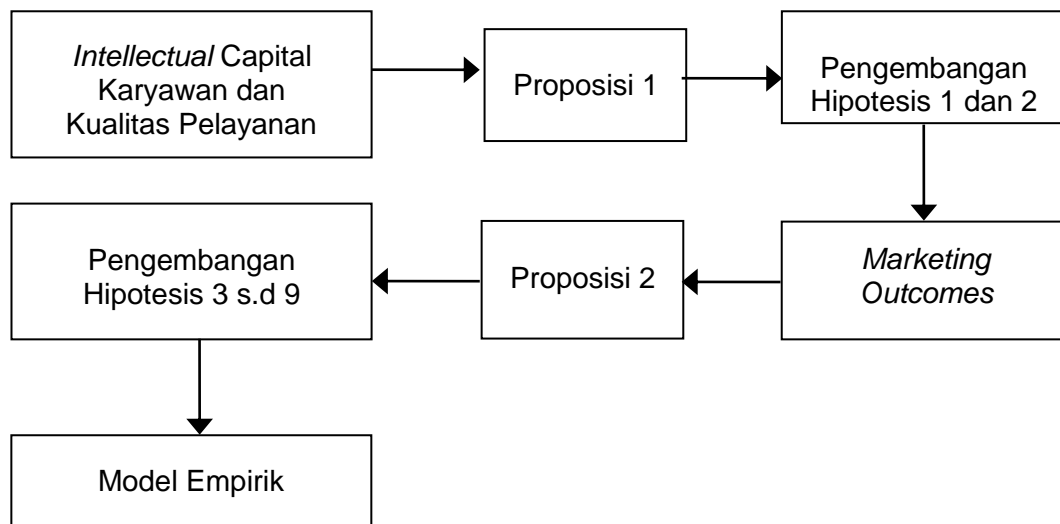 Intellectual Capital
Karyawan dan
Kualitas Pelayanan
Proposisi 1
Pengembangan
Hipotesis 1 dan 2
Marketing
Outcomes
Proposisi 2
Pengembangan
Hipotesis 3 s.d 9
Model Empirik